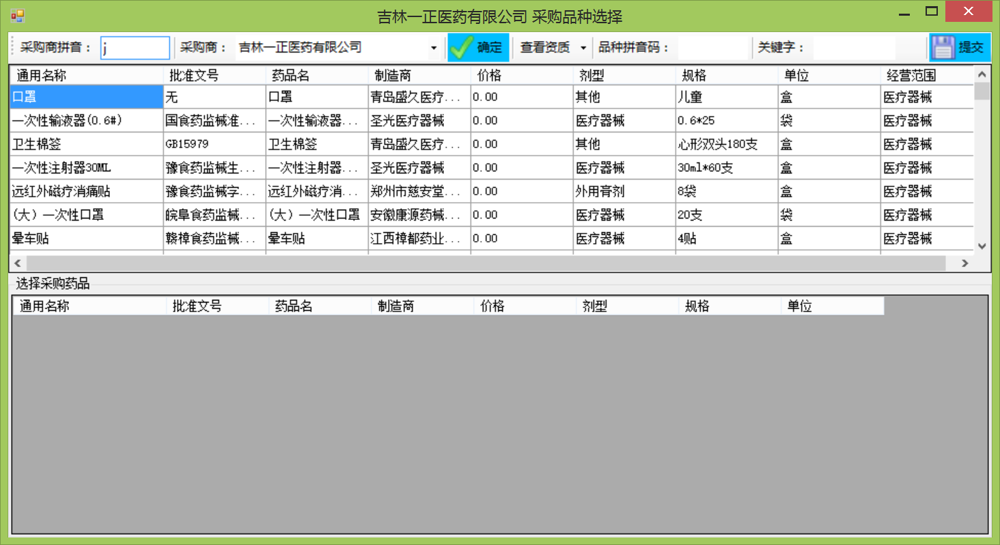 吉林一正医药有限公司 采购品种选择
采购商拼音： j 采购商： 吉林一正医药有限公司 确定 查看资质 品种拼音码： 关键字： 提交
通用名称 批准文号 药品名 制造商 价格 剂型 规格 单位 经营范围
口罩 无 口罩 青岛盛久医疗... 0.00 其他 儿童 盒 医疗器械
一次性输液器(0.6#) 国食药监械准... 一次性输液器... 圣光医疗器械 0.00 医疗器械 0.6*25 袋 医疗器械
卫生棉签 GB15979 卫生棉签 青岛盛久医疗... 0.00 其他 心形双头180支 盒 医疗器械
一次性注射器30ML 豫食药监械生... 一次性注射器... 圣光医疗器械 0.00 医疗器械 30ml*60支 盒 医疗器械
远红外磁疗消痛贴 豫食药监械字... 远红外磁疗消... 郑州市慈安堂... 0.00 外用膏剂 8袋 盒 医疗器械
(大）一次性口罩 皖阜食药监械... (大）一次性口罩 安徽康源药械... 0.00 医疗器械 20支 袋 医疗器械
晕车贴 赣樟食药监械... 晕车贴 江西樟都药业... 0.00 医疗器械 4贴 盒 医疗器械
选择采购药品
通用名称 批准文号 药品名 制造商 价格 剂型 规格 单位